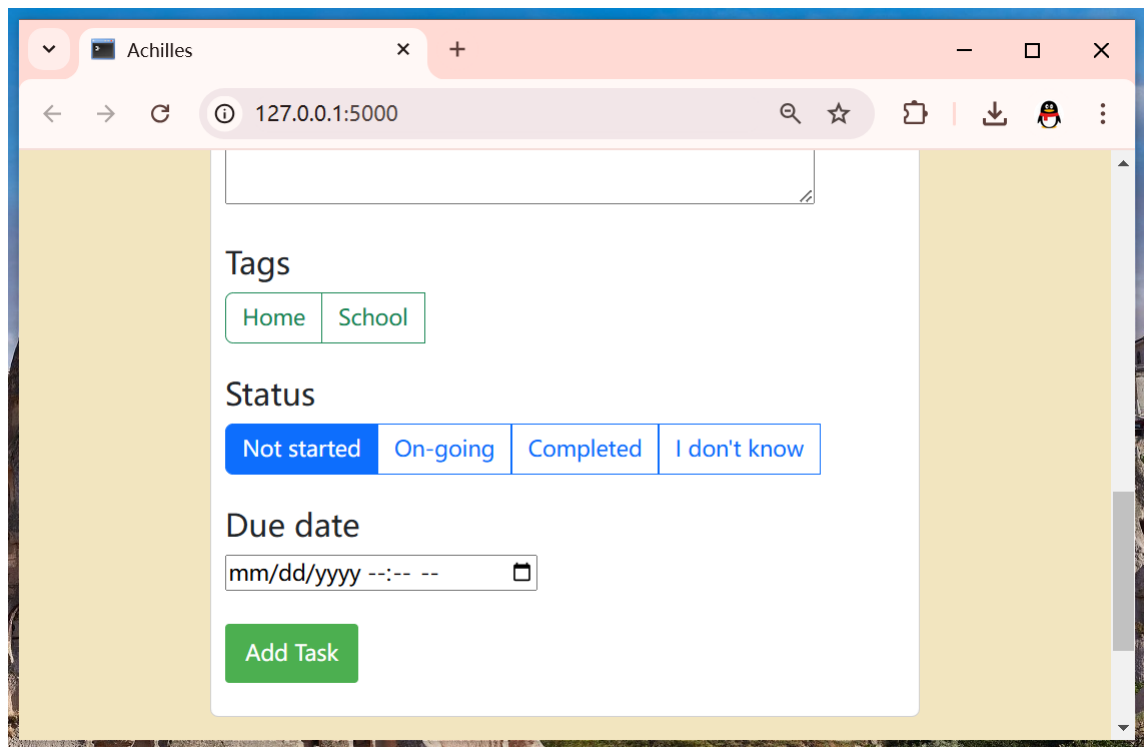 Achilles
127.0.0.1:5000
Tags
Home School
Status
Not started On-going Completed I don't know
Due date
mm/dd/yyyy --:-- --
Add Task